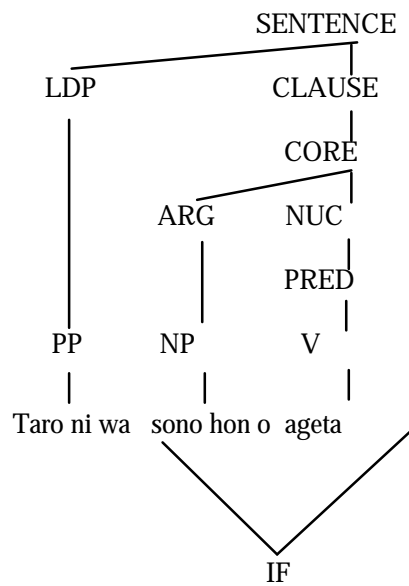 SENTENCE
LDP CLAUSE
CORE
ARG NUC
PRED
PP NP V
Taro ni wa sono hon o ageta
IF